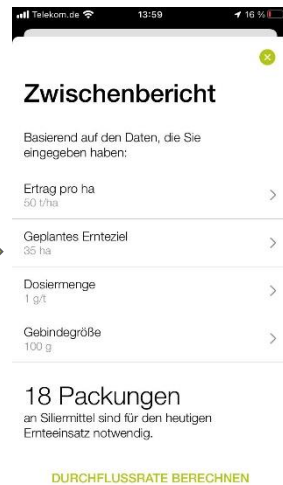 Telekom.de 13:59 16 %
Zwischenbericht
Basierend auf den Daten, die Sie
eingegeben haben:
Ertrag pro ha
50 t/ha
Geplantes Ernteziel
35 ha
Dosiermenge
1 g/t
Gebindegröße
100 g
18 Packungen
an Siliermittel sind für den heutigen
Ernteeinsatz notwendig.
DURCHFLUSSRATE BERECHNEN